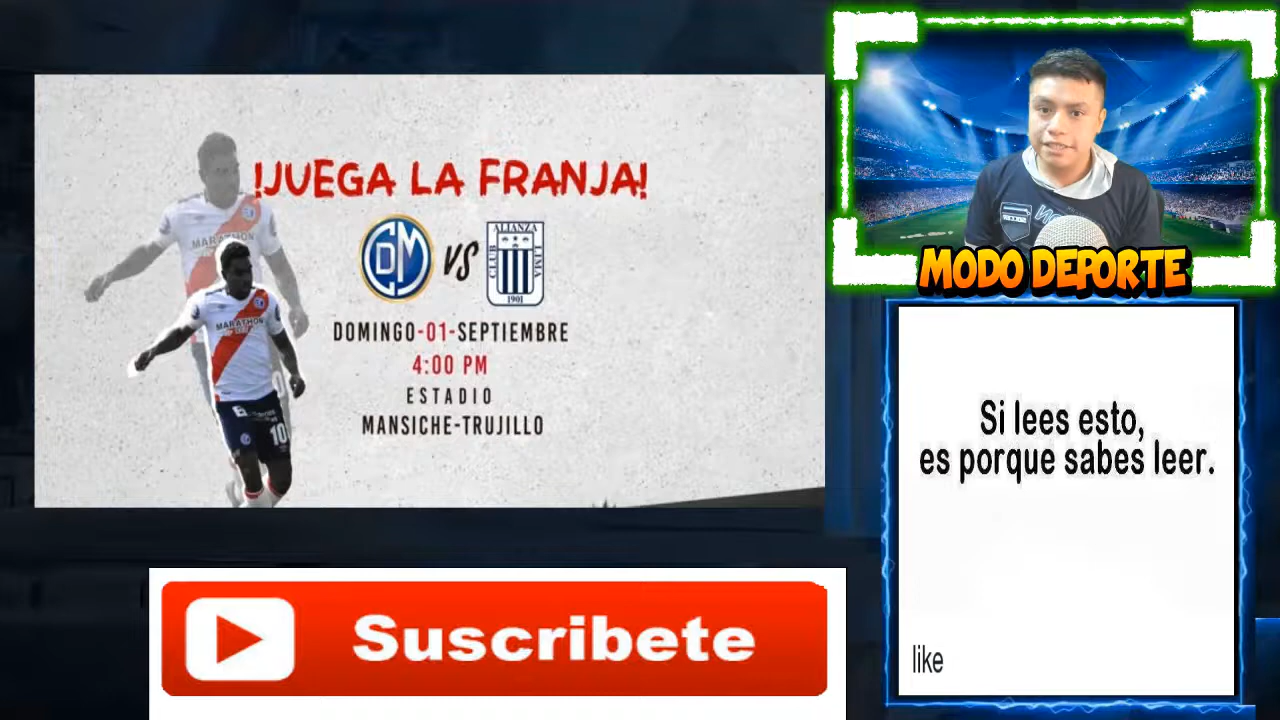 ¡JUEGA LA FRANJA!
CDM
VS
CLUB ALIANZA LIMA
1901
MARATHON
MARATHON
10
DOMINGO-01-SEPTIEMBRE
4:00 PM
ESTADIO
MANSICHE-TRUJILLO
MODO DEPORTE
Si lees esto,
es porque sabes leer.
like
Suscribete